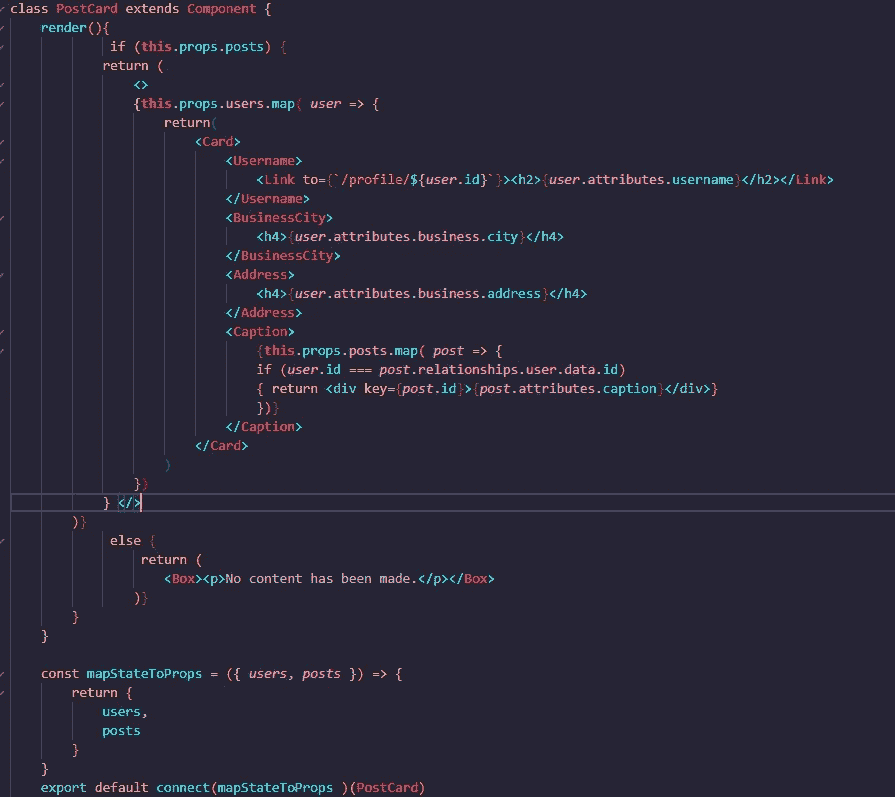 class PostCard extends Component {
    render(){
             if (this.props.posts) {
            return (
                <>
                {this.props.users.map( user => {
                    return(
                        <Card>
                            <Username>
                                <Link to={`/profile/${user.id}`}><h2>{user.attributes.username}</h2></Link>
                            </Username>
                            <BusinessCity>
                                <h4>{user.attributes.business.city}</h4>
                            </BusinessCity>
                            <Address>
                                <h4>{user.attributes.business.address}</h4>
                            </Address>
                            <Caption>
                                {this.props.posts.map( post => {
                                if (user.id === post.relationships.user.data.id)
                                { return <div key={post.id}>{post.attributes.caption}</div>}
                                })}
                            </Caption>
                        </Card>
                    )
                }}
            } </>
        )}
             else {
                 return (
                    <Box><p>No content has been made.</p></Box>
                )}
        }
    }
    const mapStateToProps = ({ users, posts }) => {
        return {
            users,
            posts
        }
    }
    export default connect(mapStateToProps )(PostCard)